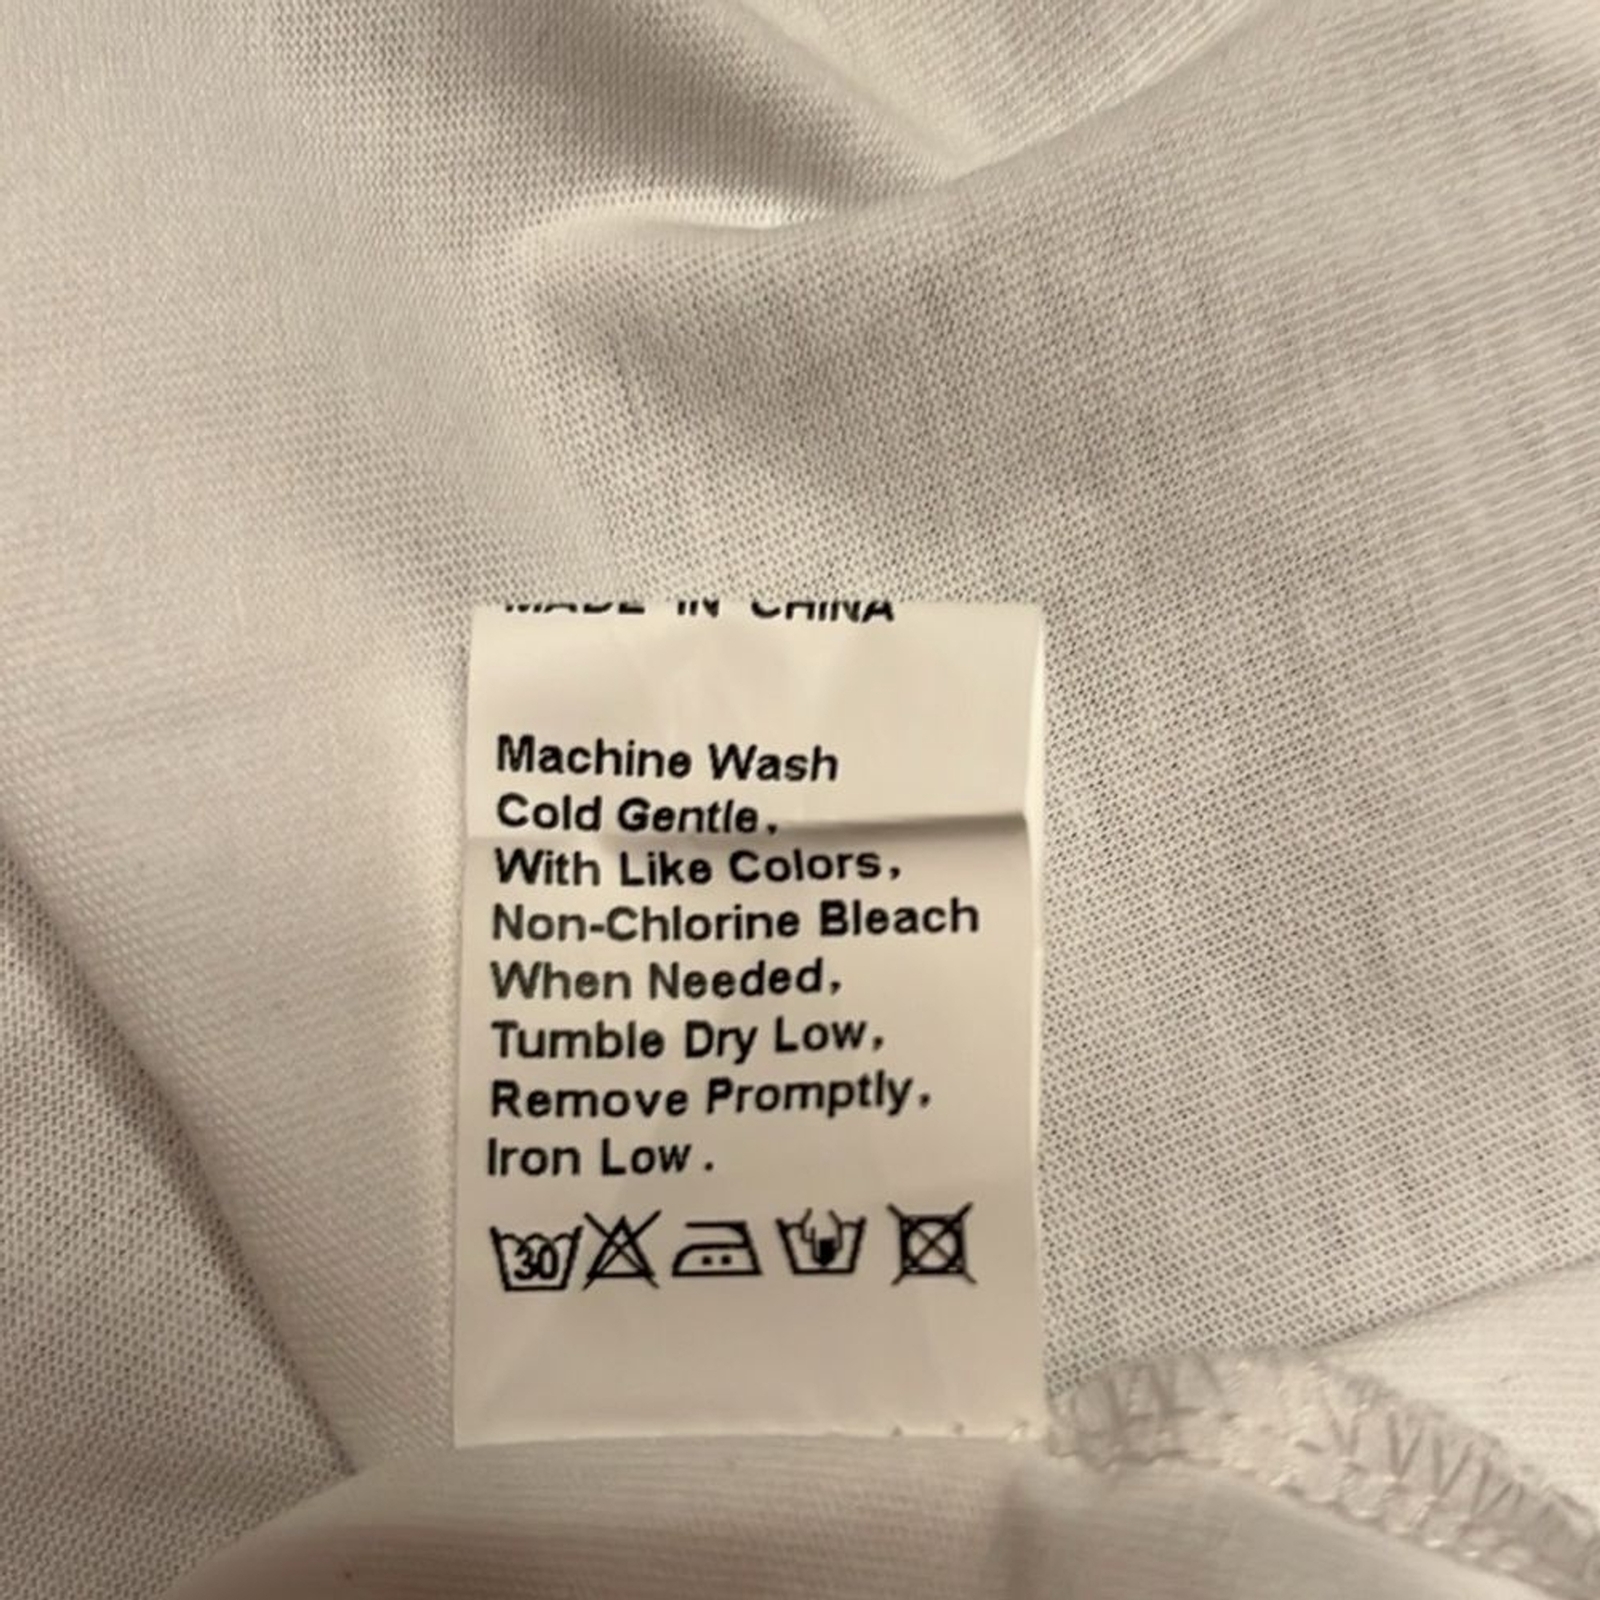 MADE IN CHINA
Machine Wash
Cold Gentle,
With Like Colors,
Non-Chlorine Bleach
When Needed,
Tumble Dry Low,
Remove Promptly,
Iron Low.
30